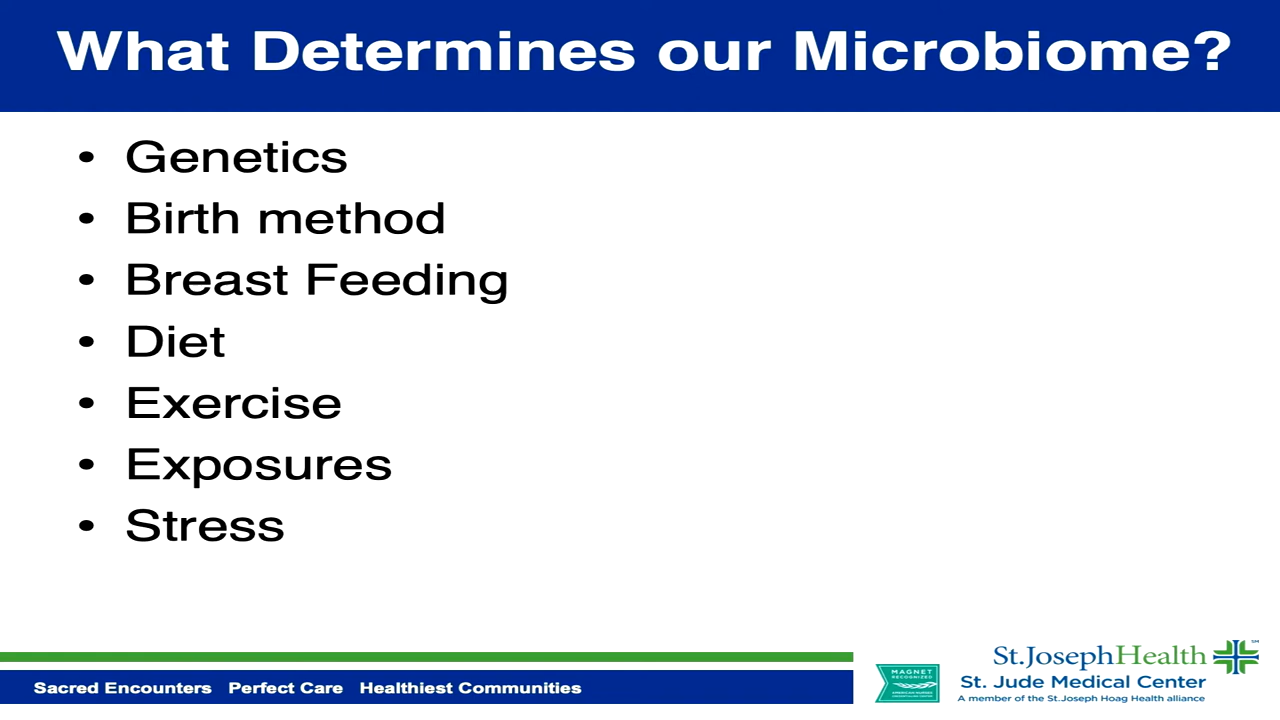 What Determines our Microbiome?
• Genetics
• Birth method
• Breast Feeding
• Diet
• Exercise
• Exposures
• Stress
Sacred Encounters Perfect Care Healthiest Communities
MAGNET
RECOGNIZED
St.JosephHealth
SM
St. Jude Medical Center
A member of the St.Joseph Hoag Health alliance